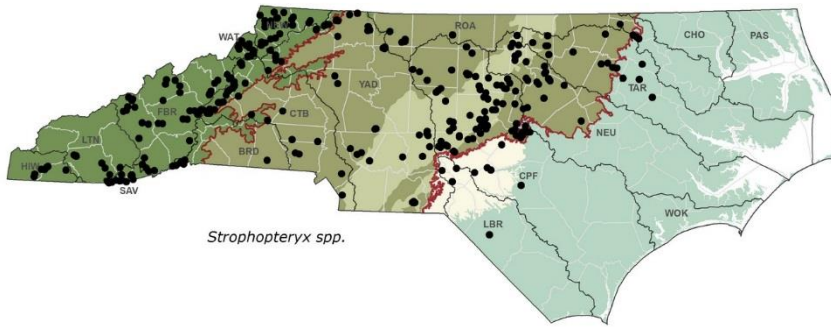 ROA
CHO
PAS
WAT
YAD
TAR
FBR
CTB
NEU
LTN
BRD
HIW
CPF
SAV
WOK
LBR
Strophopteryx spp.